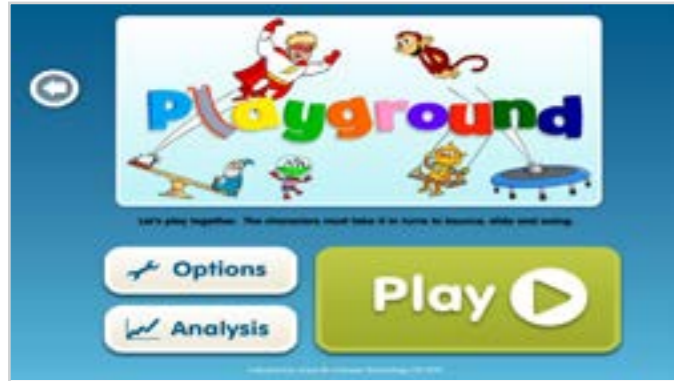 Playground
Let's play together. The characters must take it in turns to bounce, slide and swing.
Options
Play
Analysis